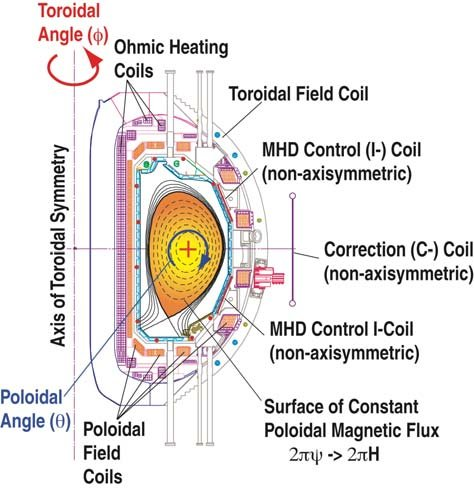 Toroidal
Angle (ϕ)
Ohmic Heating
Coils
Toroidal Field Coil
MHD Control (I-) Coil
(non-axisymmetric)
Axis of Toroidal Symmetry
Correction (C-) Coil
(non-axisymmetric)
MHD Control I-Coil
(non-axisymmetric)
Poloidal
Angle (θ)
Poloidal
Field
Coils
Surface of Constant
Poloidal Magnetic Flux
2πψ -> 2πH